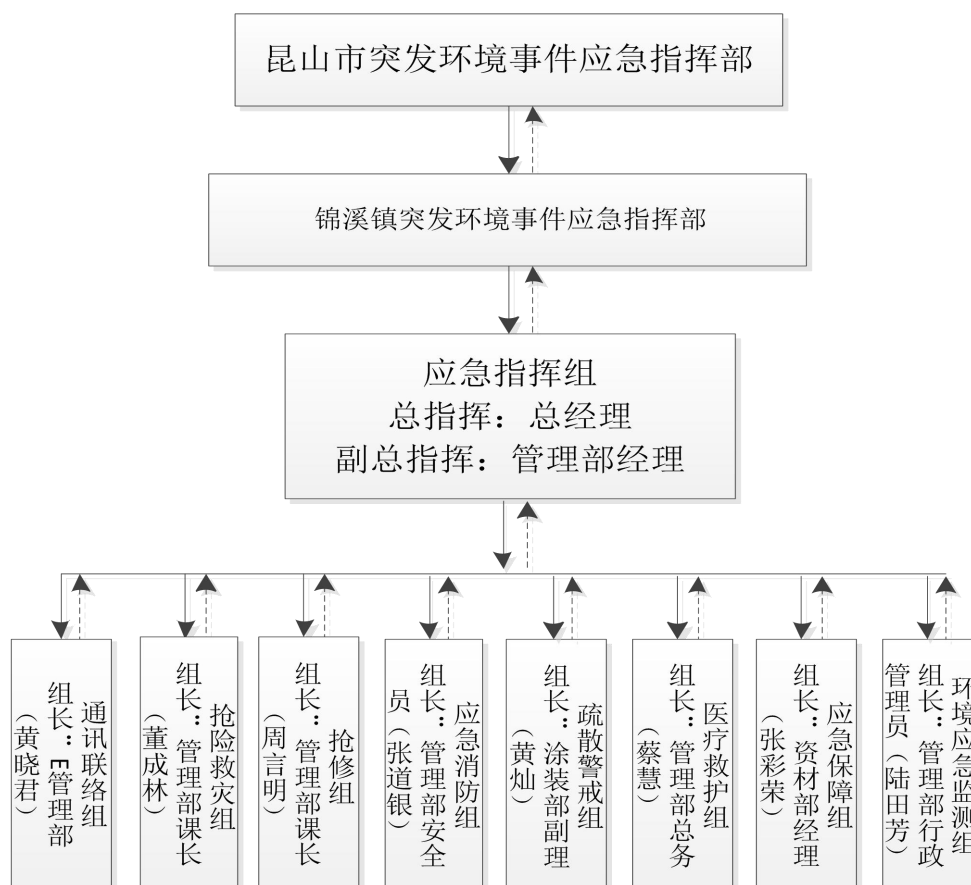 昆山市突发环境事件应急指挥部
锦溪镇突发环境事件应急指挥部
应急指挥组
总指挥：总经理
副总指挥：管理部经理
通讯联络组
组长：E管理部
（黄晓君）
抢险救灾组
组长：管理部课长
（董成林）
抢修组
组长：管理部课长
（周言明）
应急消防组
组长：管理部安全
员（张道银）
疏散警戒组
组长：涂装部副理
（黄灿）
医疗救护组
组长：管理部总务
（蔡慧）
应急保障组
组长：资材部经理
（张彩荣）
环境应急监测组
组长：管理部行政
管理员（陆田芳）